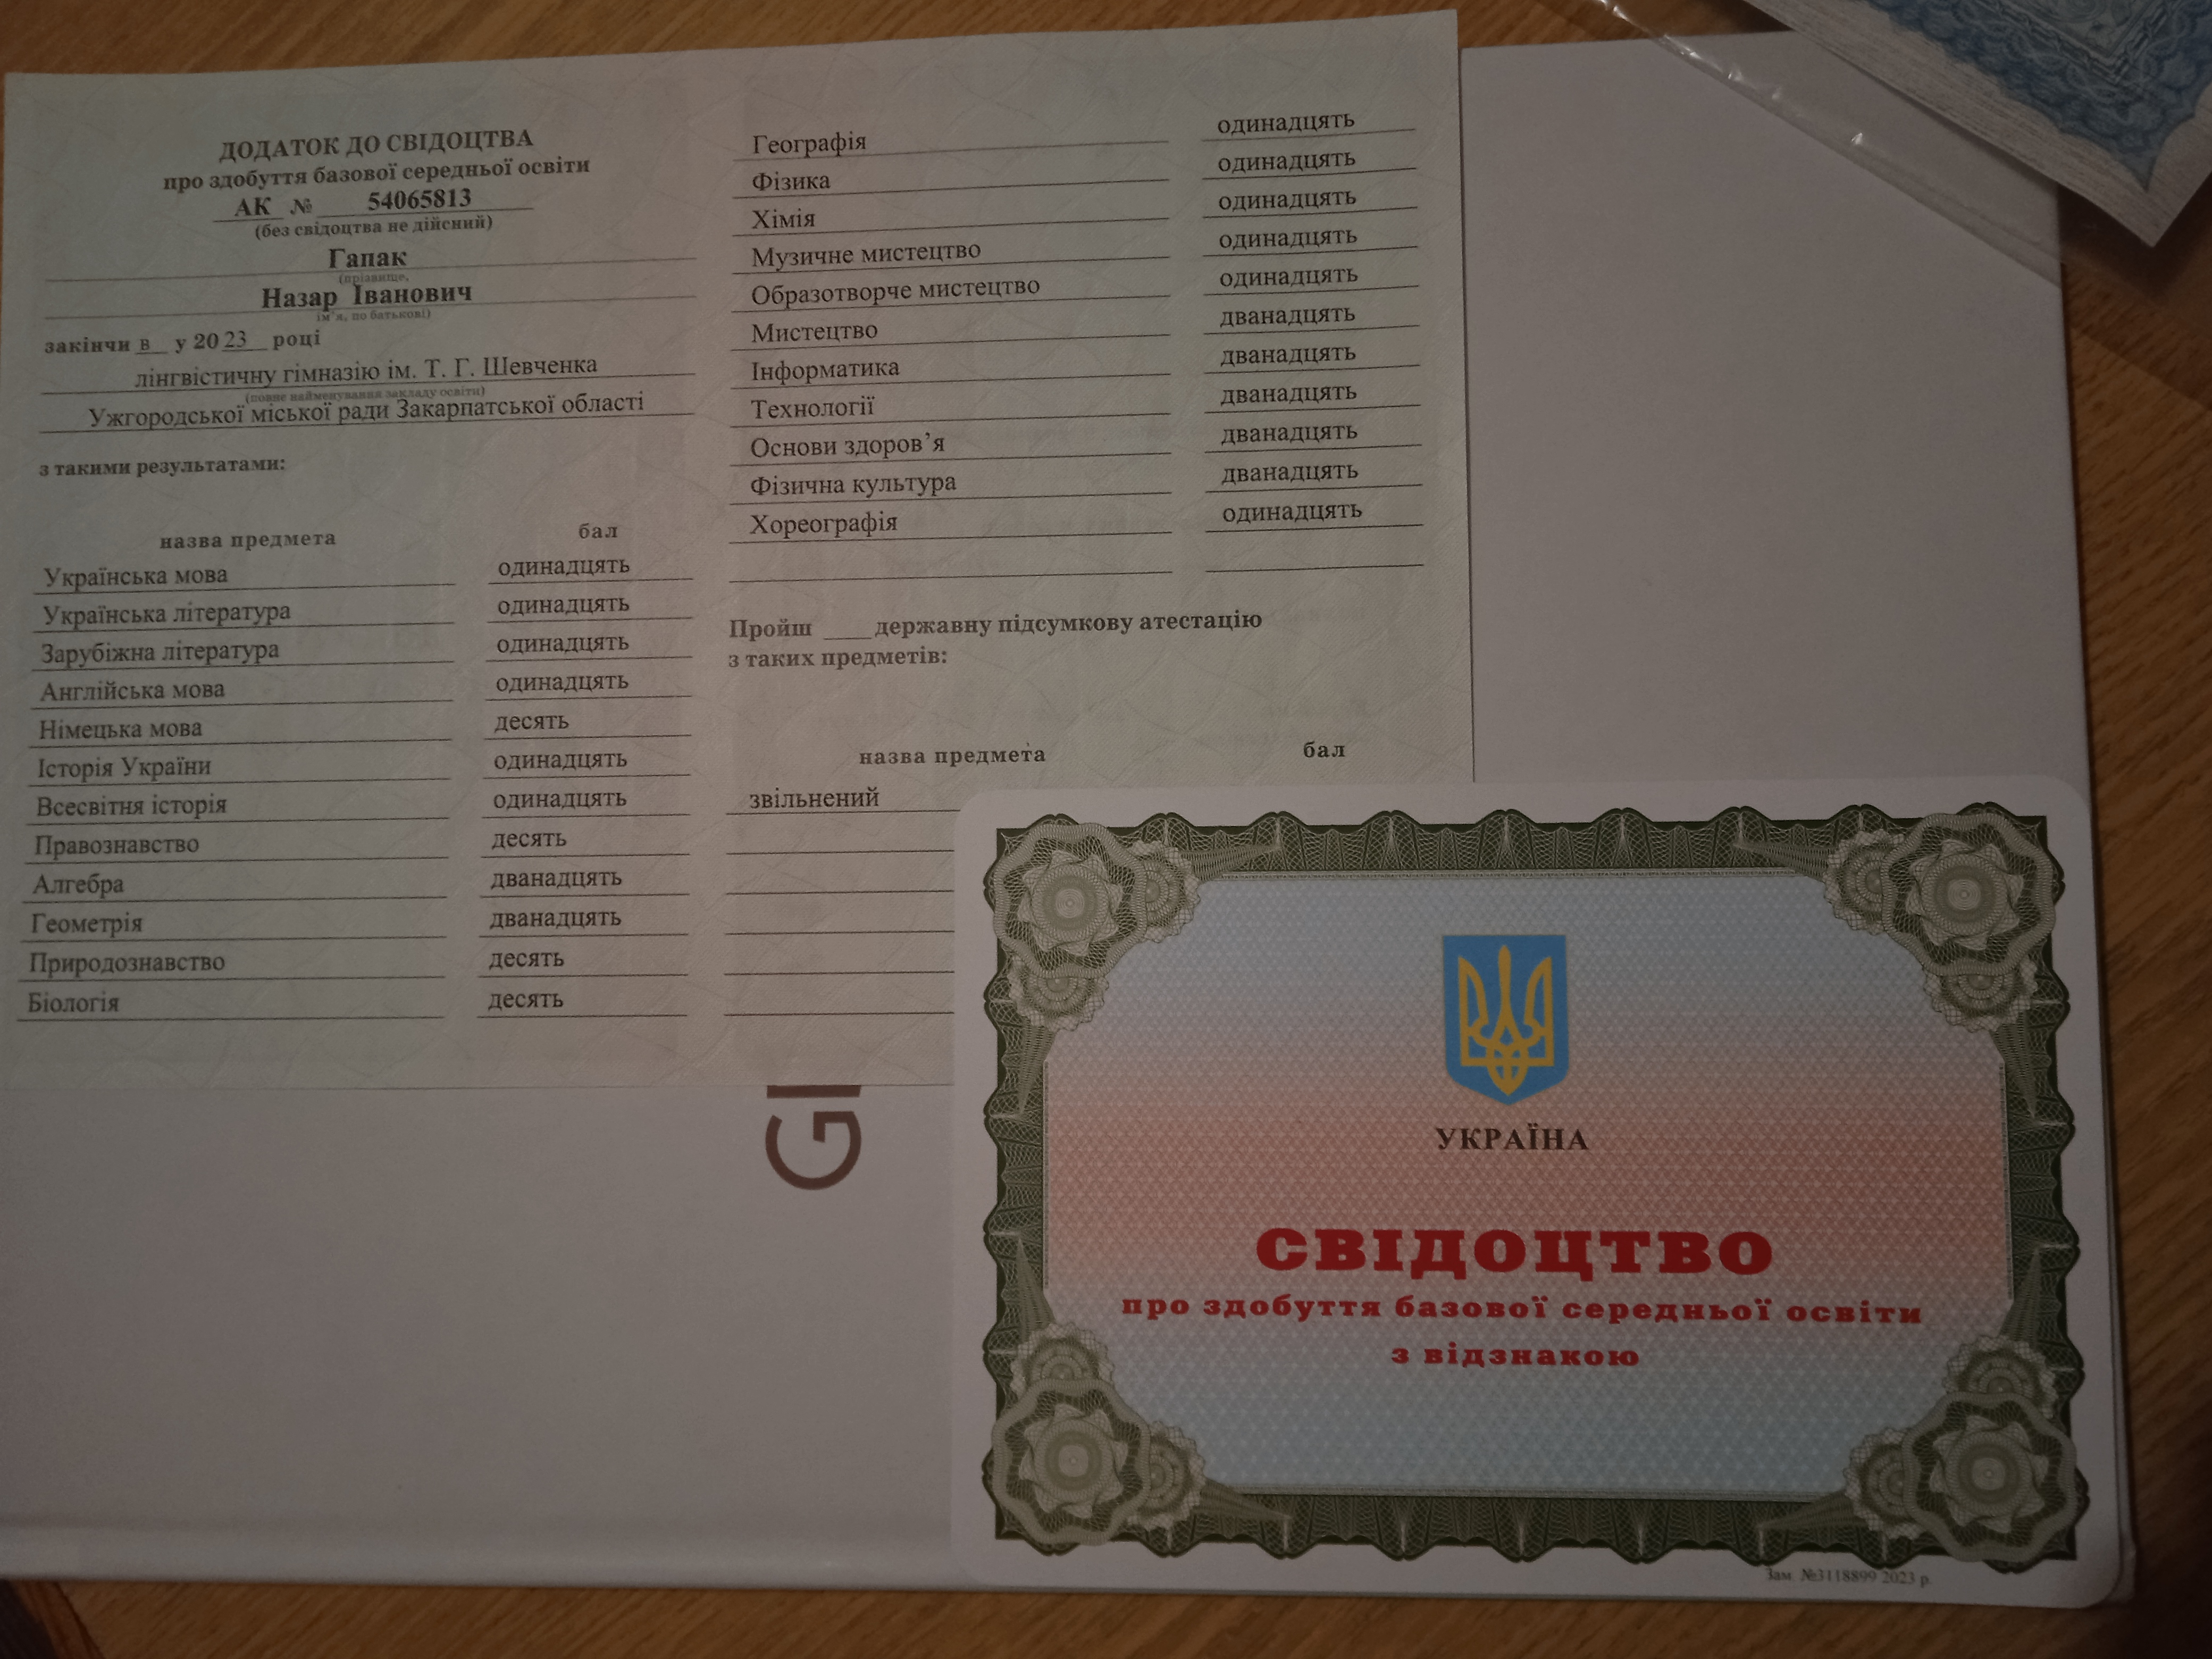 ДОДАТОК ДО СВІДОЦТВА
про здобуття базової середньої освіти
АК № 54065813
(без свідоцтва не дійсний)
Гапак
(прізвище,
Назар Іванович
ім'я, по батькові)
закінчи в у 20 23 році
лінгвістичну гімназію ім. Т. Г. Шевченка
(повне найменування закладу освіти)
Ужгородської міської ради Закарпатської області
з такими результатами:
назва предмета бал
Українська мова одинадцять
Українська література одинадцять
Зарубіжна література одинадцять
Англійська мова одинадцять
Німецька мова десять
Історія України одинадцять
Всесвітня історія одинадцять
Правознавство десять
Алгебра дванадцять
Геометрія дванадцять
Природознавство десять
Біологія десять
Географія одинадцять
Фізика одинадцять
Хімія одинадцять
Музичне мистецтво одинадцять
Образотворче мистецтво одинадцять
Мистецтво дванадцять
Інформатика дванадцять
Технології дванадцять
Основи здоров’я дванадцять
Фізична культура дванадцять
Хореографія одинадцять
Пройш ____ державну підсумкову атестацію
з таких предметів:
назва предмета бал
звільнений
УКРАЇНА
СВІДОЦТВО
про здобуття базової середньої освіти
з відзнакою
Зам №3118899 2023 р.